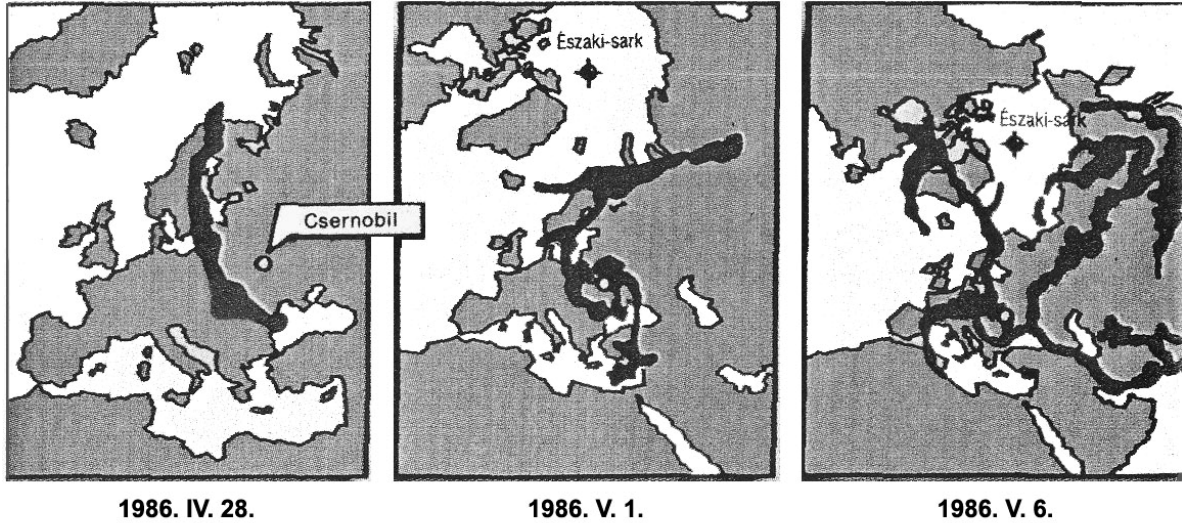 Csernobil
Északi-sark
Északi-sark
1986. IV. 28.
1986. V. 1.
1986. V. 6.